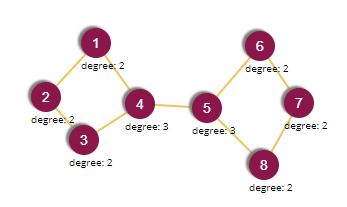 1
degree: 2
6
degree: 2
2
degree: 2
4
degree: 3
5
degree: 3
7
degree: 2
3
degree: 2
8
degree: 2